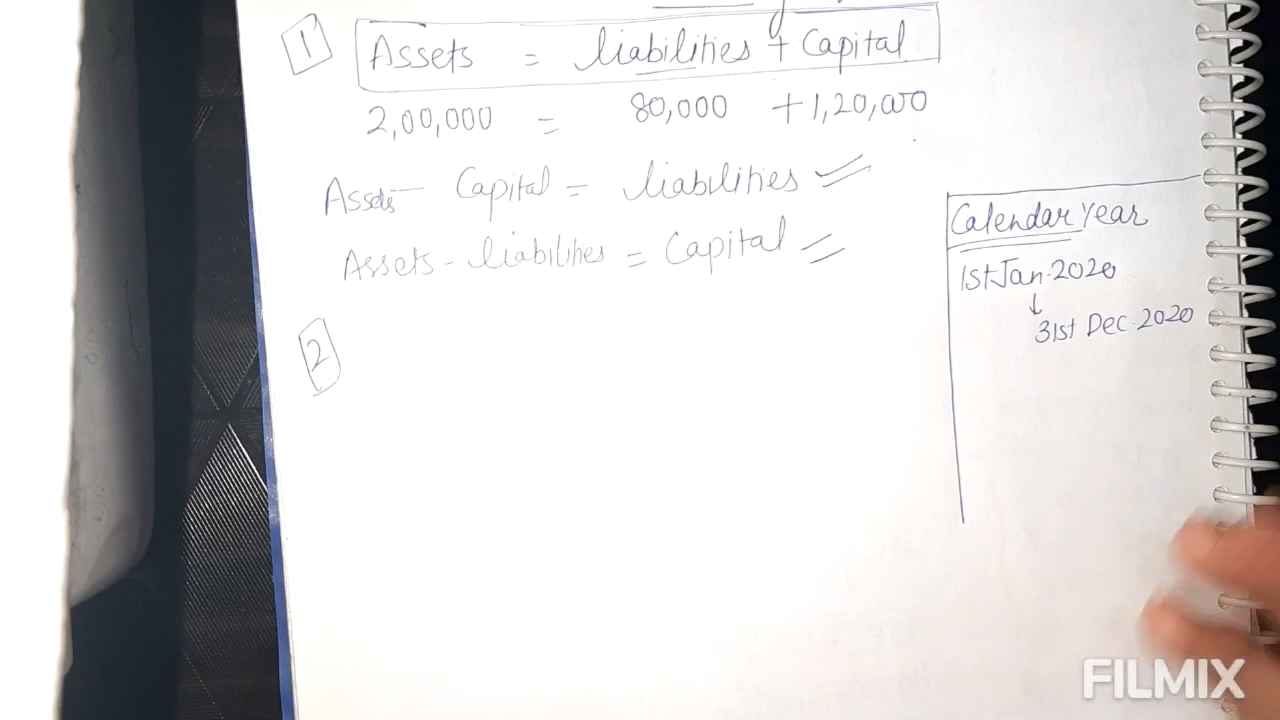 1 Assets = liabilities + Capital
2,00,000 = 80,000 + 1,20,000
Assets - Capital = liabilities
Assets - liabilities = Capital
2
Calendar Year
1st Jan. 2020
↓
31st Dec. 2020
FILMIX